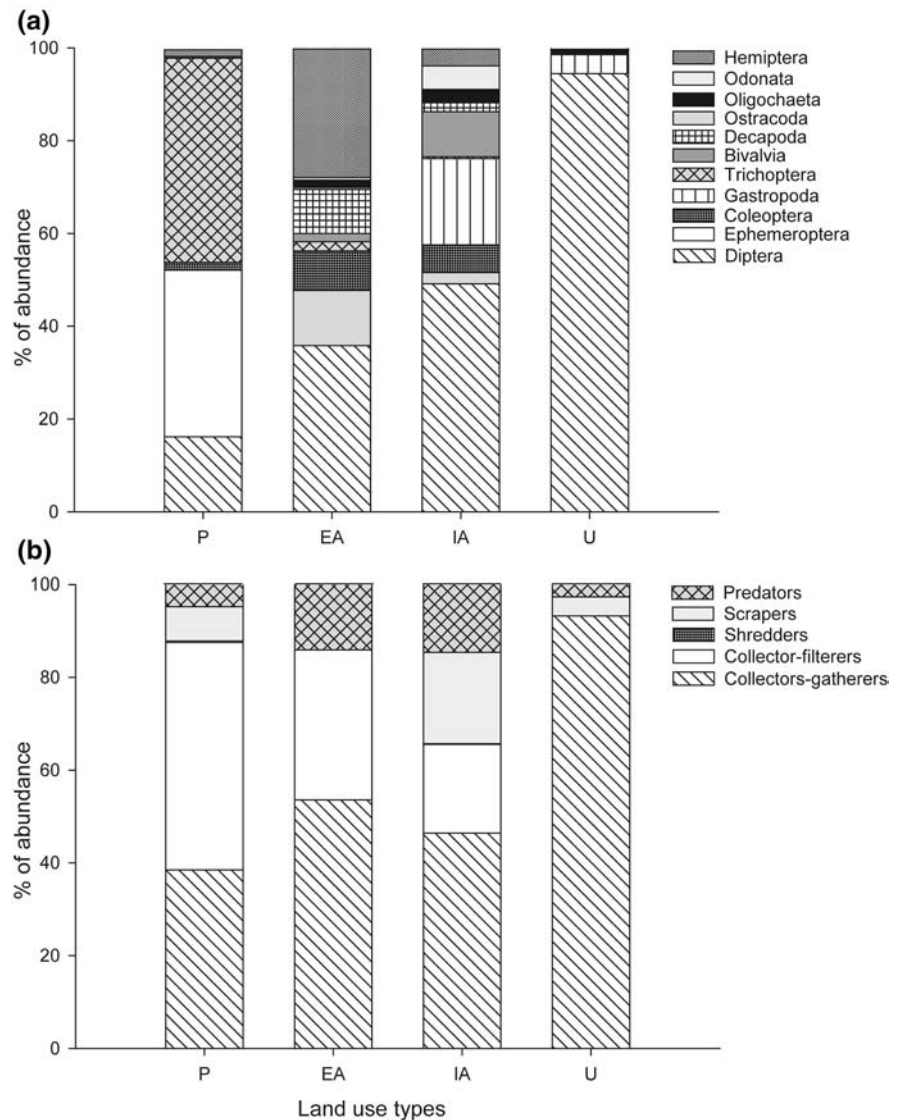 (a)
100
80
60
40
20
0
% of abundance
P EA IA U
Hemiptera
Odonata
Oligochaeta
Ostracoda
Decapoda
Bivalvia
Trichoptera
Gastropoda
Coleoptera
Ephemeroptera
Diptera
(b)
100
80
60
40
20
0
% of abundance
P EA IA U
Land use types
Predators
Scrapers
Shredders
Collector-filterers
Collectors-gatherers